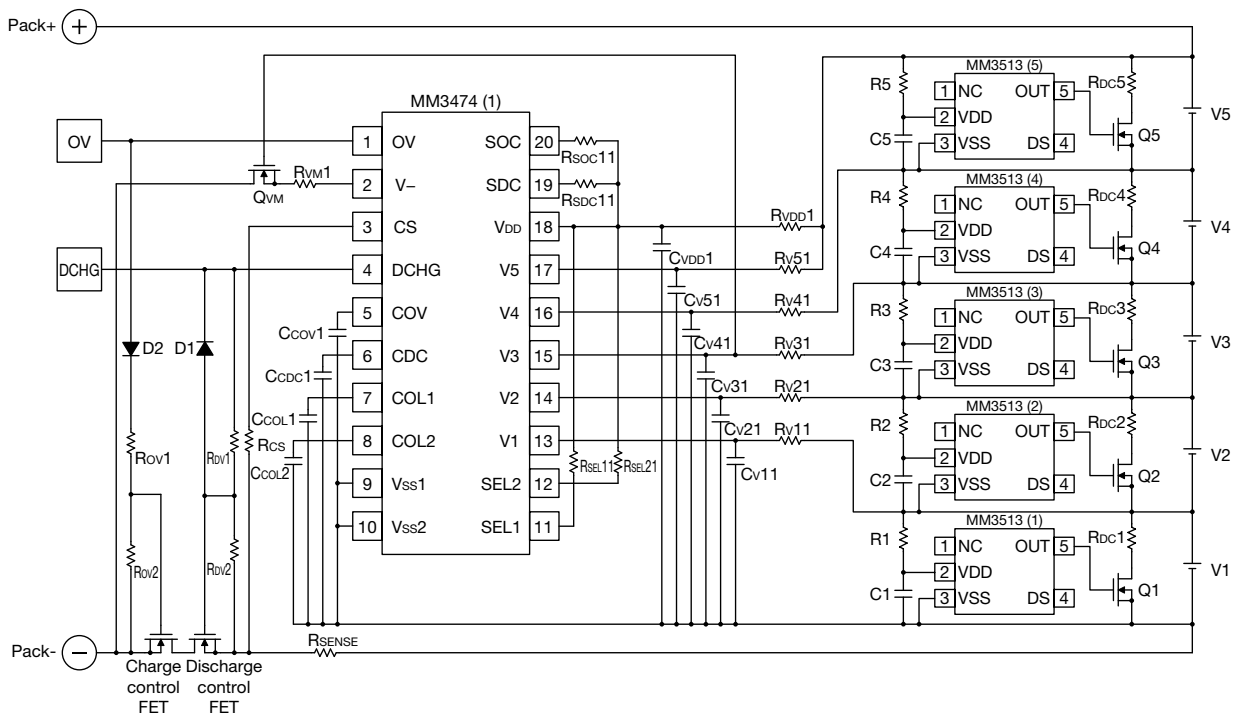 Pack+
+
MM3474 (1)
OV
1 OV
SOC 20
RSOC11
QVM
RVM1
2 V−
SDC 19
RSDC11
3 CS
VDD 18
RVDD1
CVDD1
DCHG
4 DCHG
V5 17
RV51
CV51
CCOV1
5 COV
V4 16
RV41
CV41
CCDC1
6 CDC
V3 15
RV31
CV31
D2
D1
CCOL1
7 COL1
V2 14
RV21
CV21
ROV1
RDV1
RCS
CCOL2
8 COL2
V1 13
RV11
CV11
9 VSS1
SEL2 12
RSEL11
RSEL21
10 VSS2
SEL1 11
ROV2
RDV2
Pack-
−
RSENSE
Charge
control
FET
Discharge
control
FET
MM3513 (5)
R5
1 NC
OUT 5
RDC5
2 VDD
C5
3 VSS
DS 4
Q5
V5
MM3513 (4)
R4
1 NC
OUT 5
RDC4
2 VDD
C4
3 VSS
DS 4
Q4
V4
MM3513 (3)
R3
1 NC
OUT 5
RDC3
2 VDD
C3
3 VSS
DS 4
Q3
V3
MM3513 (2)
R2
1 NC
OUT 5
RDC2
2 VDD
C2
3 VSS
DS 4
Q2
V2
MM3513 (1)
R1
1 NC
OUT 5
RDC1
2 VDD
C1
3 VSS
DS 4
Q1
V1